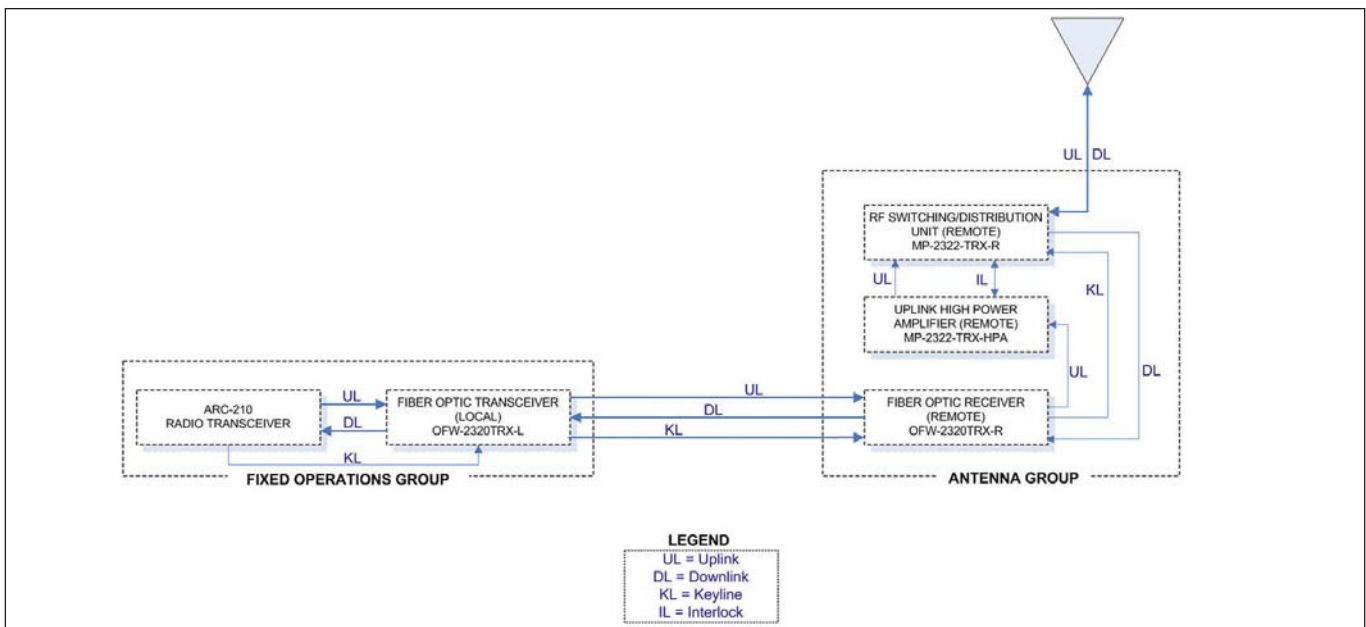 UL DL
RF SWITCHING/DISTRIBUTION
UNIT (REMOTE)
MP-2322-TRX-R
UL
IL
KL
UPLINK HIGH POWER
AMPLIFIER (REMOTE)
MP-2322-TRX-HPA
UL
DL
ARC-210
RADIO TRANSCEIVER
UL
DL
KL
FIBER OPTIC TRANSCEIVER
(LOCAL)
OFW-2320TRX-L
UL
DL
KL
FIBER OPTIC RECEIVER
(REMOTE)
OFW-2320TRX-R
FIXED OPERATIONS GROUP
ANTENNA GROUP
LEGEND
UL = Uplink
DL = Downlink
KL = Keyline
IL = Interlock